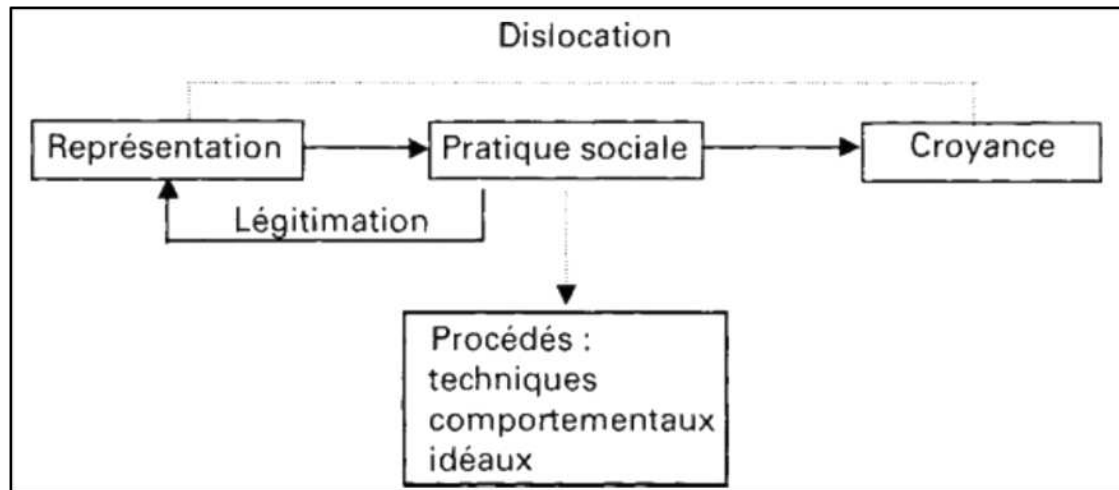 Dislocation
Représentation
Pratique sociale
Croyance
Légitimation
Procédés :
techniques
comportementaux
idéaux